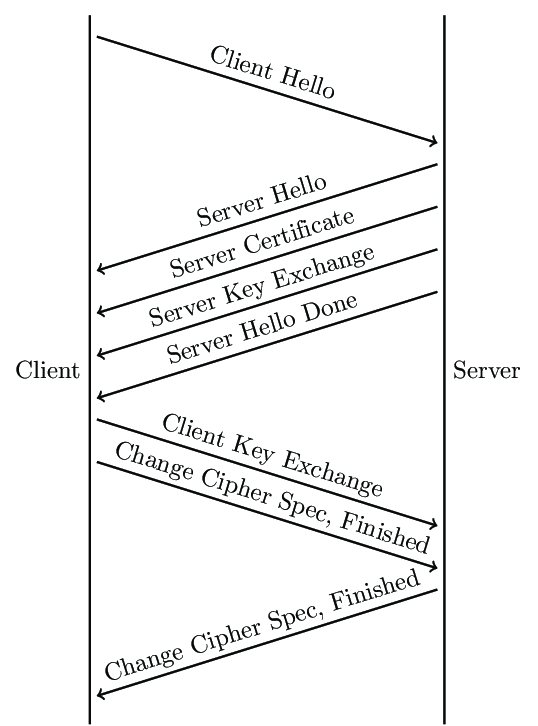 Client Hello
Server Hello
Server Certificate
Server Key Exchange
Server Hello Done
Client
Server
Client Key Exchange
Change Cipher Spec, Finished
Change Cipher Spec, Finished